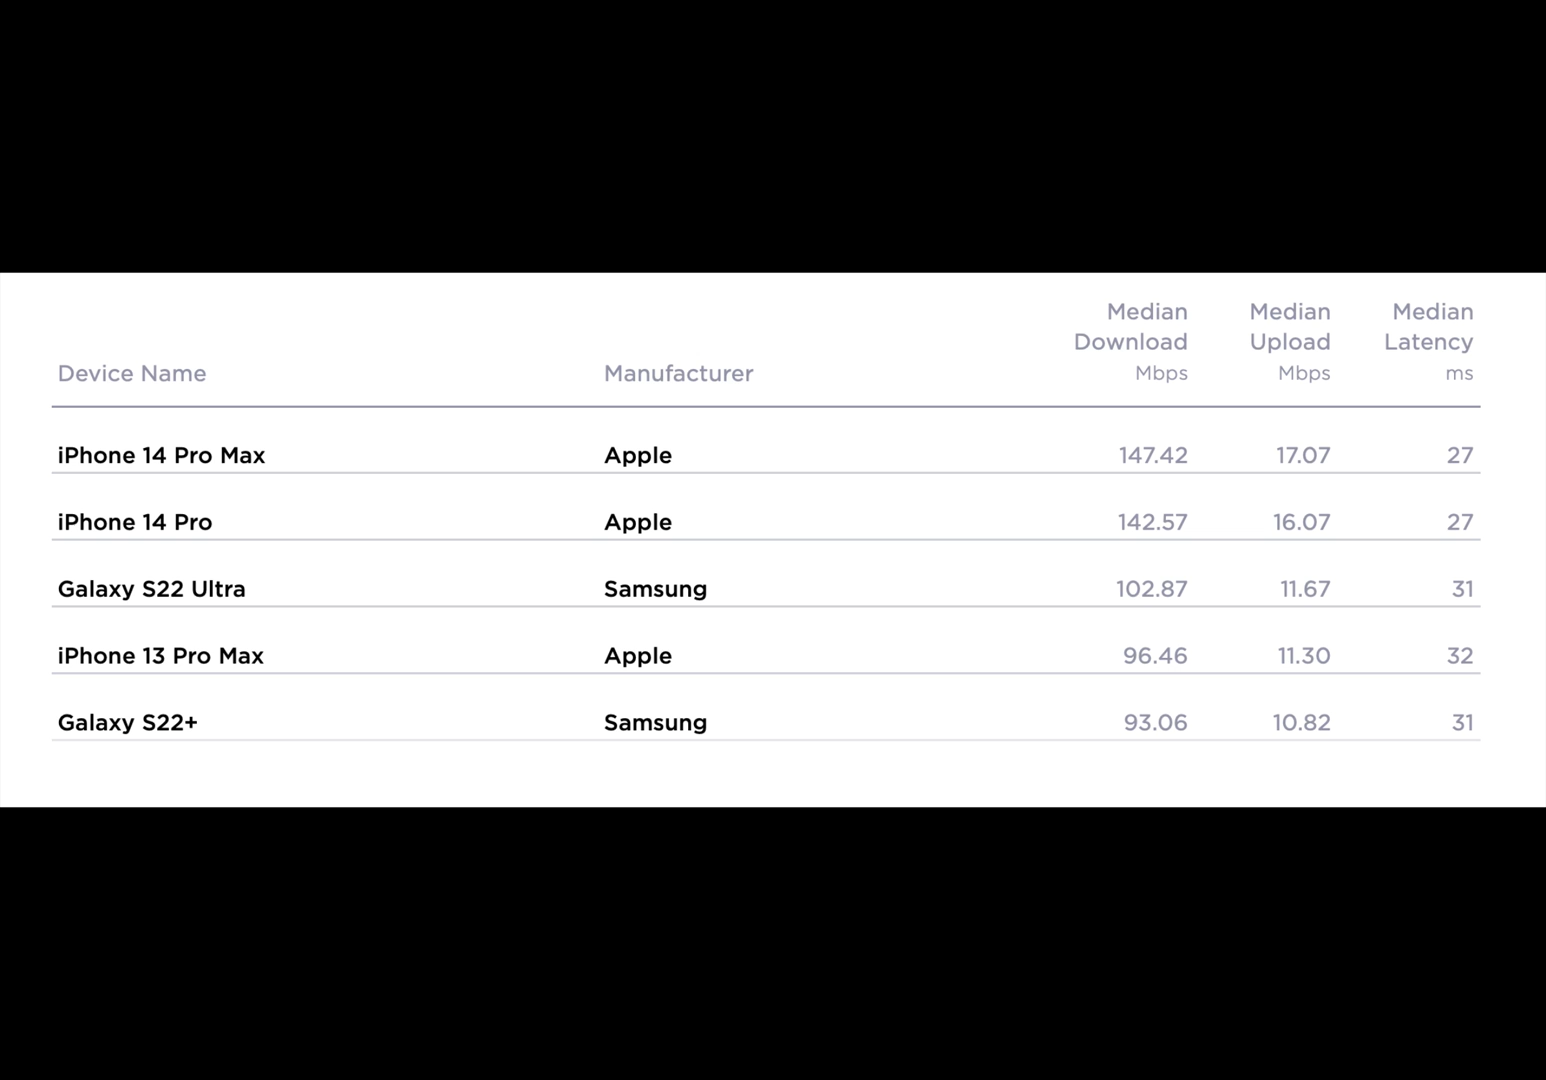 Device Name Manufacturer Median Download Mbps Median Upload Mbps Median Latency ms
iPhone 14 Pro Max Apple 147.42 17.07 27
iPhone 14 Pro Apple 142.57 16.07 27
Galaxy S22 Ultra Samsung 102.87 11.67 31
iPhone 13 Pro Max Apple 96.46 11.30 32
Galaxy S22+ Samsung 93.06 10.82 31